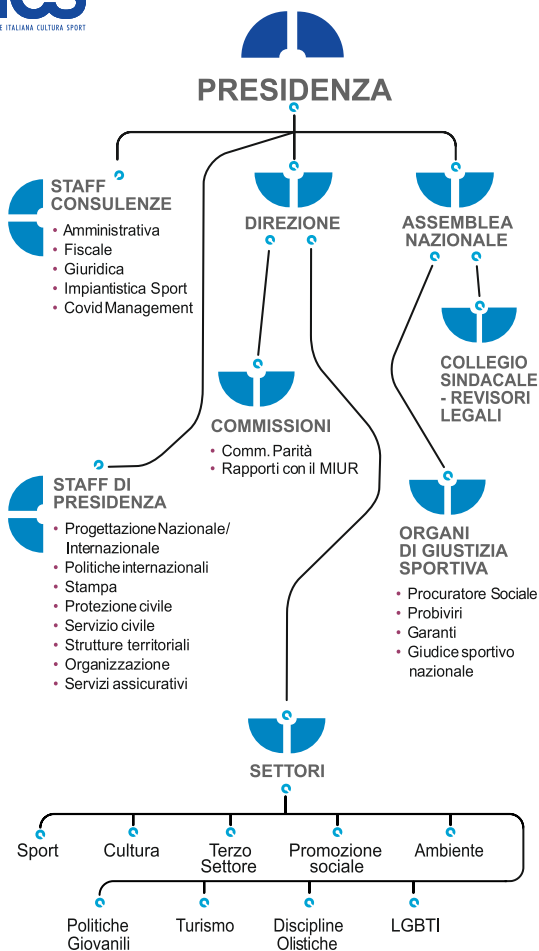 ITALIANA CULTURA SPORT
PRESIDENZA
STAFF
CONSULENZE
• Amministrativa
• Fiscale
• Giuridica
• Impiantistica Sport
• Covid Management
DIREZIONE
ASSEMBLEA
NAZIONALE
COLLEGIO
SINDACALE
- REVISORI
LEGALI
COMMISSIONI
• Comm. Parità
• Rapporti con il MIUR
STAFF DI
PRESIDENZA
• Progettazione Nazionale/
Internazionale
• Politiche internazionali
• Stampa
• Protezione civile
• Servizio civile
• Strutture territoriali
• Organizzazione
• Servizi assicurativi
ORGANI
DI GIUSTIZIA
SPORTIVA
• Procuratore Sociale
• Probiviri
• Garanti
• Giudice sportivo
nazionale
SETTORI
Sport
Cultura
Terzo
Settore
Promozione
sociale
Ambiente
Politiche
Giovanili
Turismo
Discipline
Olistiche
LGBTI